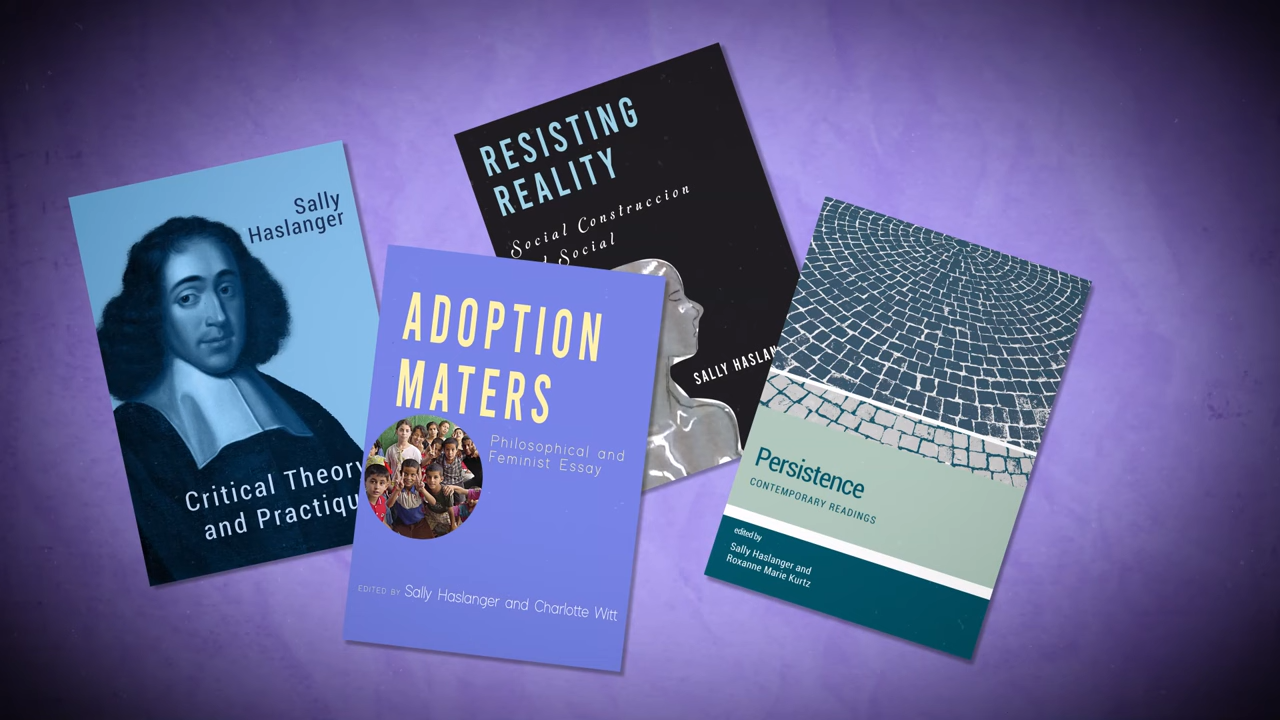 Sally
Haslanger
Critical Theory
and Practiqu
ADOPTION
MATERS
Philosophical and
Feminist Essay
EDITED BY Sally Haslanger and Charlotte Witt
RESISTING
REALITY
Social Construccion
Social
SALLY HASLAN
Persistence
CONTEMPORARY READINGS
edited by
Sally Haslanger and
Roxanne Marie Kurtz